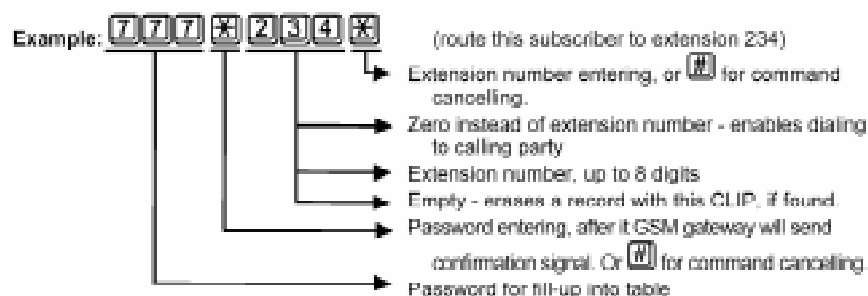 Example: 7 7 7 * 2 3 4 * (route this subscriber to extension 234)
Extension number entering, or # for command
cancelling.
Zero instead of extension number - enables dialing
to calling party
Extension number, up to 8 digits
Empty - erases a record with this CLIP, if found.
Password entering, after it GSM gateway will send
confirmation signal. Or # for command cancelling
Password for fill-up into table